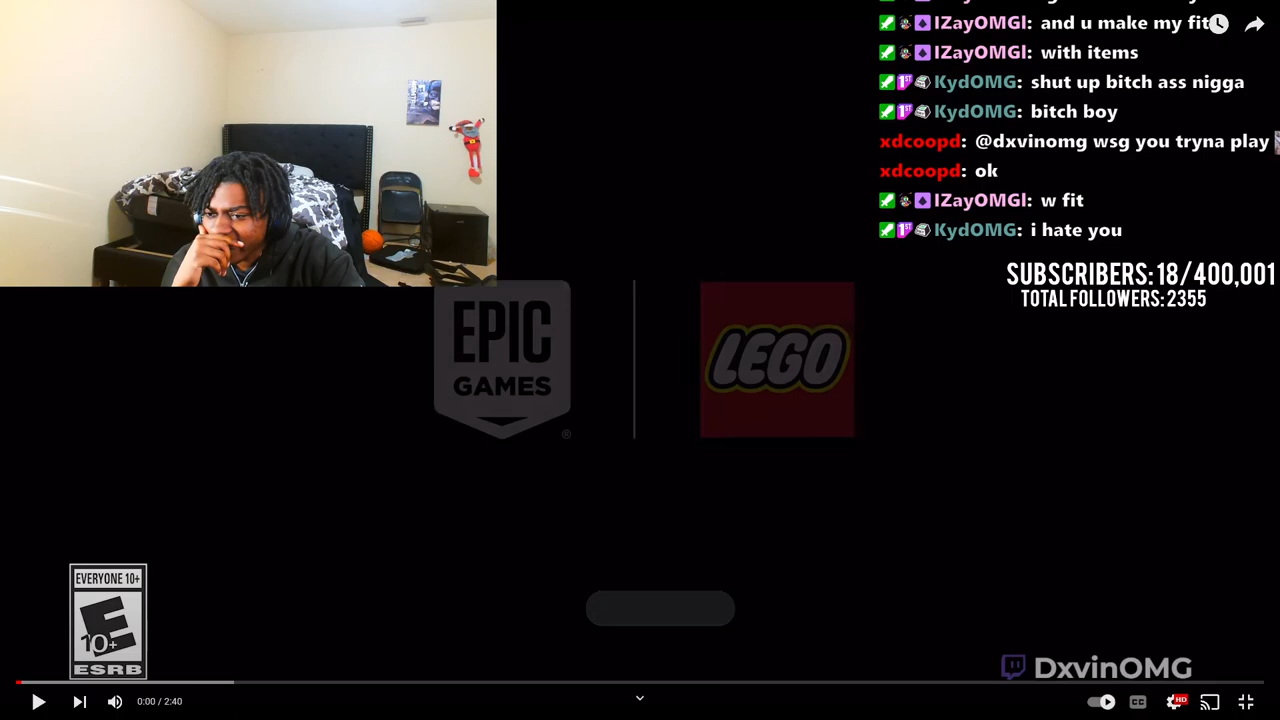 IZayOMGl: and u make my fit
IZayOMGl: with items
KydOMG: shut up bitch ass nigga
KydOMG: bitch boy
xdcoopd: @dxvinomg wsg you tryna play
xdcoopd: ok
IZayOMGl: w fit
KydOMG: i hate you
SUBSCRIBERS: 18/400,001
TOTAL FOLLOWERS: 2355
EPIC
GAMES
®
LEGO
EVERYONE 10+
E
10+
ESRB
DxvinOMG
0:00 / 2:40
CC
HD